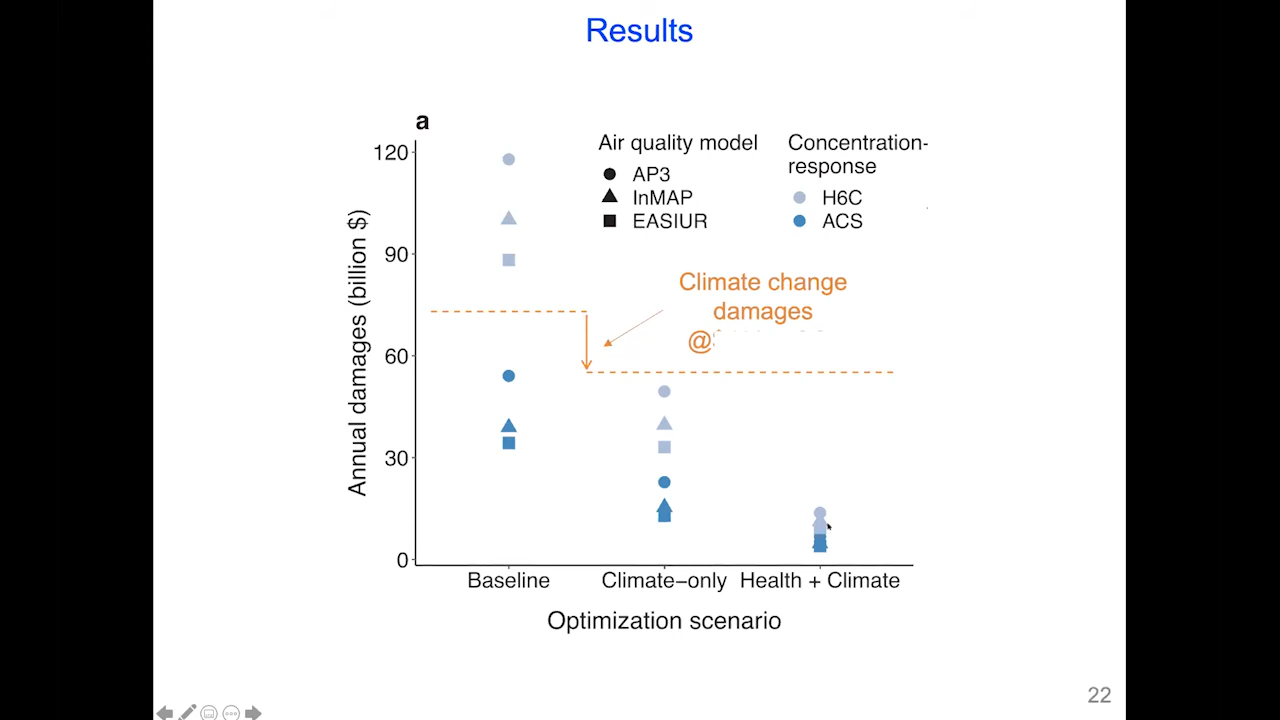 Results
a
Air quality model
AP3
InMAP
EASIUR
Concentration-
response
H6C
ACS
Climate change
damages
@
Annual damages (billion $)
120
90
60
30
0
Baseline
Climate−only
Health + Climate
Optimization scenario
22